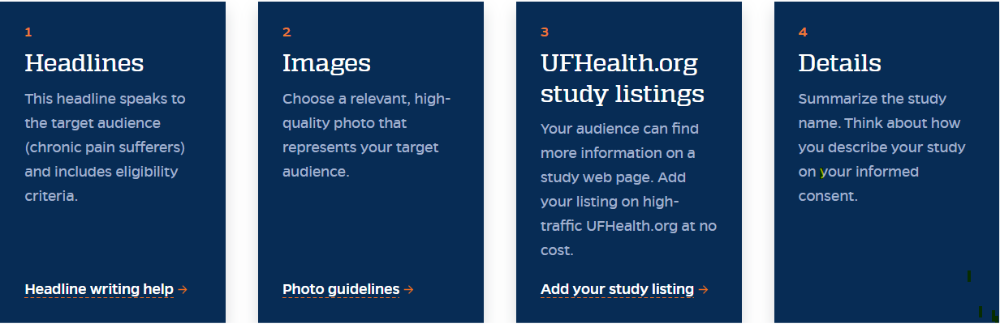 1
Headlines
This headline speaks to
the target audience
(chronic pain sufferers)
and includes eligibility
criteria.
Headline writing help →
2
Images
Choose a relevant, high-
quality photo that
represents your target
audience.
Photo guidelines →
3
UFHealth.org
study listings
Your audience can find
more information on a
study web page. Add
your listing on high-
traffic UFHealth.org at no
cost.
Add your study listing →
4
Details
Summarize the study
name. Think about how
you describe your study
on your informed
consent.